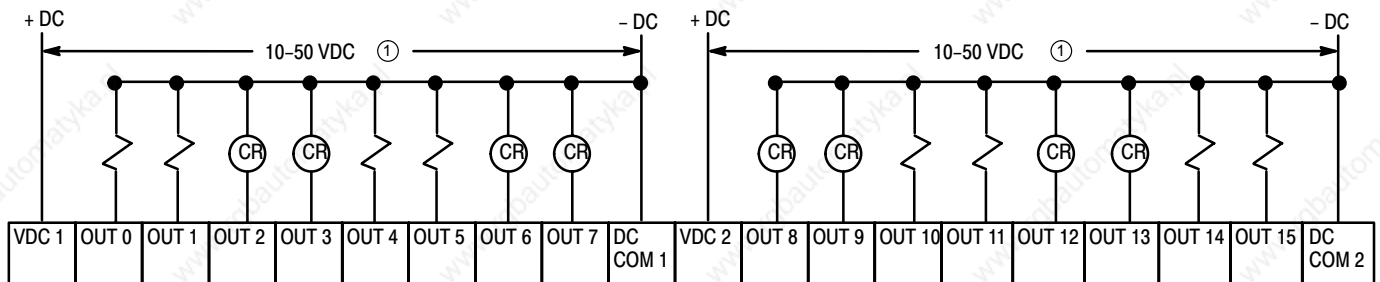 + DC – DC + DC – DC
10–50 VDC ① 10–50 VDC ①
CR CR CR CR CR CR CR CR
VDC 1 OUT 0 OUT 1 OUT 2 OUT 3 OUT 4 OUT 5 OUT 6 OUT 7 DC COM 1 VDC 2 OUT 8 OUT 9 OUT 10 OUT 11 OUT 12 OUT 13 OUT 14 OUT 15 DC COM 2